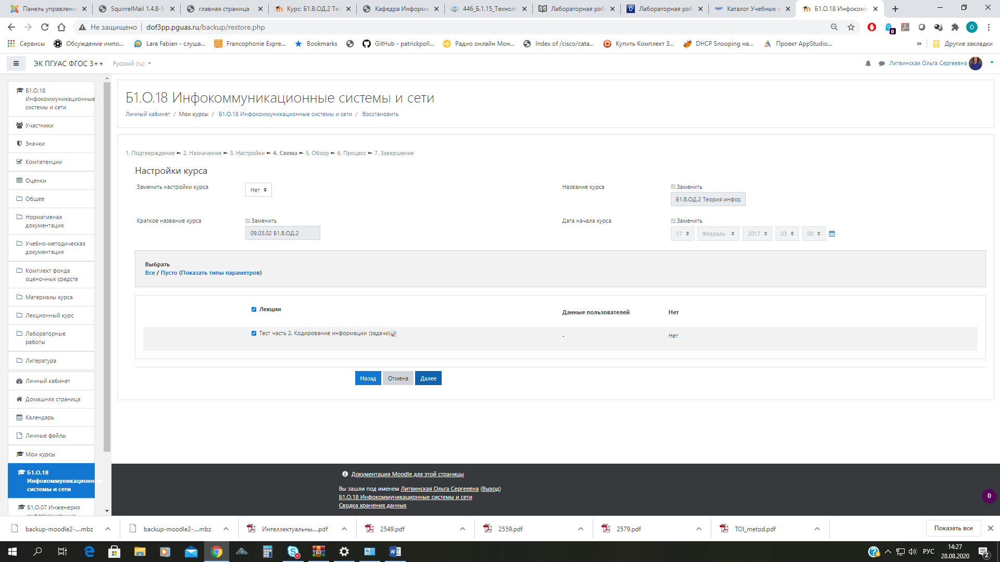 Панель управлени
SquirrelMail 1.4.8-5.
главная страница
Курс: Б1.В.ОД.2 Тео
Кафедра Информа
446_Б.1.15_Технолс
Лабораторная раб
Лабораторная раб
Каталог Учебные и
Б1.О.18 Инфокомм
Не защищено
dof3pp.pguas.ru/backup/restore.php
Сервисы
Обсуждение импо...
Lara Fabian - слуша...
Francophonie Expre...
Bookmarks
GitHub - patrickpoll...
Радио онлайн Мон...
Index of /cisco/cata...
Купить Комплект 3...
DHCP Snooping на...
Проект AppStudio...
»
Другие закладки
ЭК ПГУАС ФГОС 3++
Русский (ru)
Литвинская Ольга Сергеевна
Б1.О.18
Инфокоммуникационные
системы и сети
Участники
Значки
Компетенции
Оценки
Общее
Нормативная
документация
Учебно-методическая
документация
Комплект фонда
оценочных средств
Материалы курса
Лекционный курс
Лабораторные
работы
Литература
Личный кабинет
Домашняя страница
Календарь
Личные файлы
Мои курсы
Б1.О.18
Инфокоммуникационные
системы и сети
Б1.О.07 Инженерия
информационных
Б1.О.18 Инфокоммуникационные системы и сети
Личный кабинет / Мои курсы / Б1.О.18 Инфокоммуникационные системы и сети / Восстановить
1. Подтверждение ► 2. Назначение ► 3. Настройки ► 4. Схема ► 5. Обзор ► 6. Процесс ► 7. Завершение
Настройки курса
Заменить настройки курса
Нет
Название курса
Заменить
Б1.В.ОД.2 Теория инфор
Краткое название курса
Заменить
09.03.02 Б1.В.ОД.2
Дата начала курса
Заменить
17 Февраль 2017 03 00
Выбрать
Все / Пусто (Показать типы параметров)
Лекции
Данные пользователей
Нет
Тест часть 2. Кодирование информации (задачи)
-
Нет
Назад
Отмена
Далее
Документация Moodle для этой страницы
Вы зашли под именем Литвинская Ольга Сергеевна (Выход)
Б1.О.18 Инфокоммуникационные системы и сети
Сводка хранения данных
0
backup-moodle2-....mbz
backup-moodle2-....mbz
Интеллектуальны....pdf
2549.pdf
2559.pdf
2579.pdf
TOI_metod.pdf
Показать все
РУС
14:27
28.08.2020
2